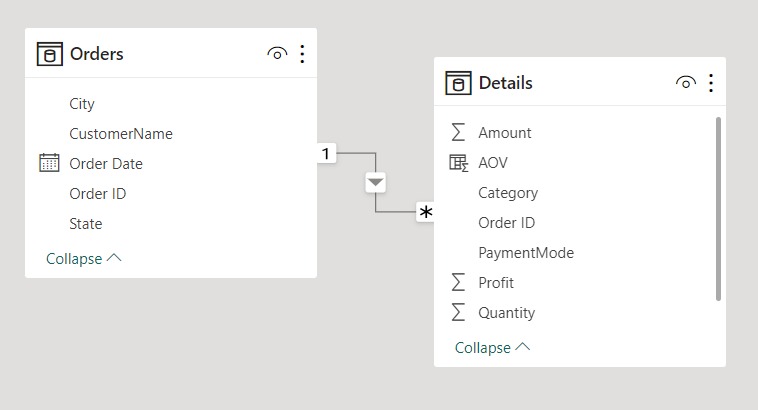 Orders
City
CustomerName
Order Date
Order ID
State
Collapse
1
*
Details
Amount
AOV
Category
Order ID
PaymentMode
Profit
Quantity
Collapse